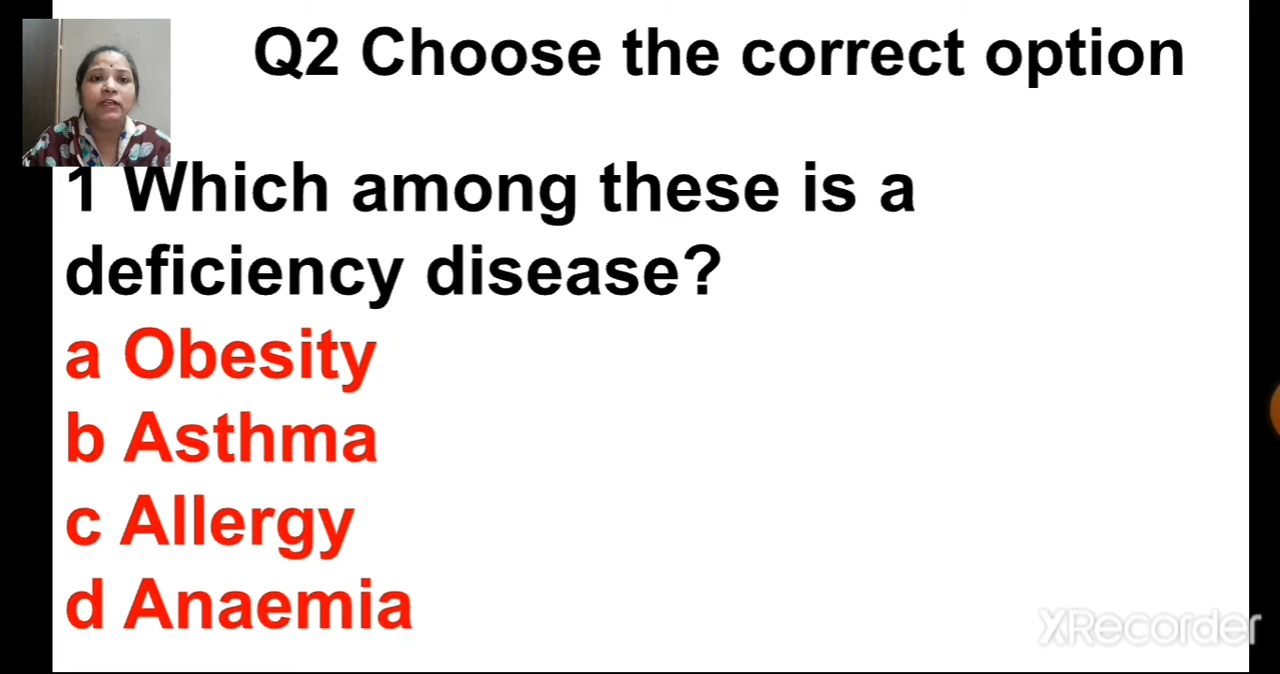 Q2 Choose the correct option
1 Which among these is a
deficiency disease?
a Obesity
b Asthma
c Allergy
d Anaemia
XRecorder